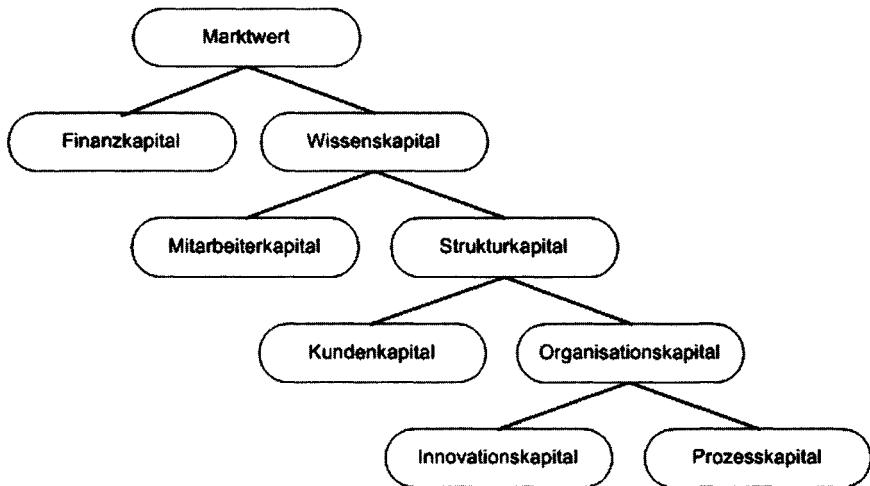 Marktwert
Finanzkapital
Wissenskapital
Mitarbeiterkapital
Strukturkapital
Kundenkapital
Organisationskapital
Innovationskapital
Prozesskapital